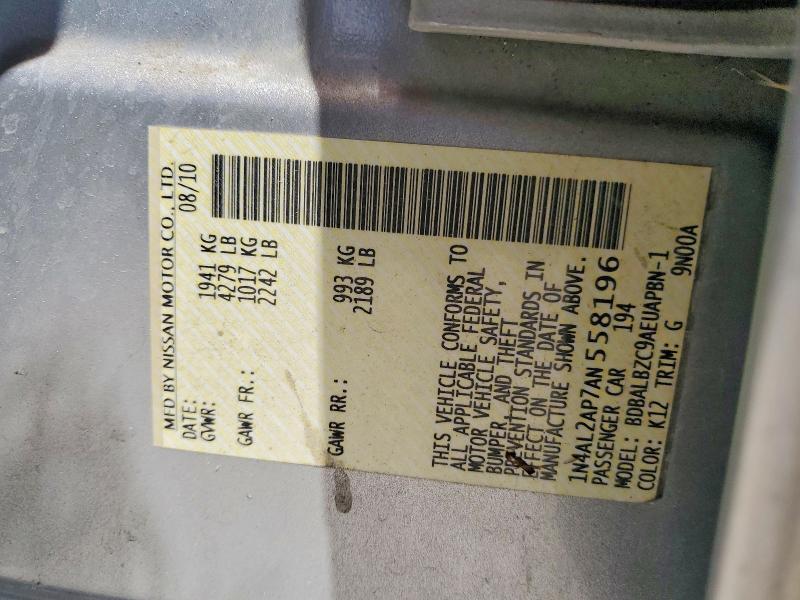 MFD BY NISSAN MOTOR CO., LTD.
DATE: 08/10
GVWR: 1941 KG
4279 LB
GAWR FR.: 1017 KG
2242 LB
GAWR RR.: 993 KG
2189 LB
THIS VEHICLE CONFORMS TO
ALL APPLICABLE FEDERAL
MOTOR VEHICLE SAFETY,
BUMPER, AND THEFT
PREVENTION STANDARDS IN
EFFECT ON THE DATE OF
MANUFACTURE SHOWN ABOVE.
1N4AL2AP7AN558196
PASSENGER CAR 194
MODEL: BDBALBZC9AEUAPBN-1
COLOR: K12 TRIM: G 9N00A